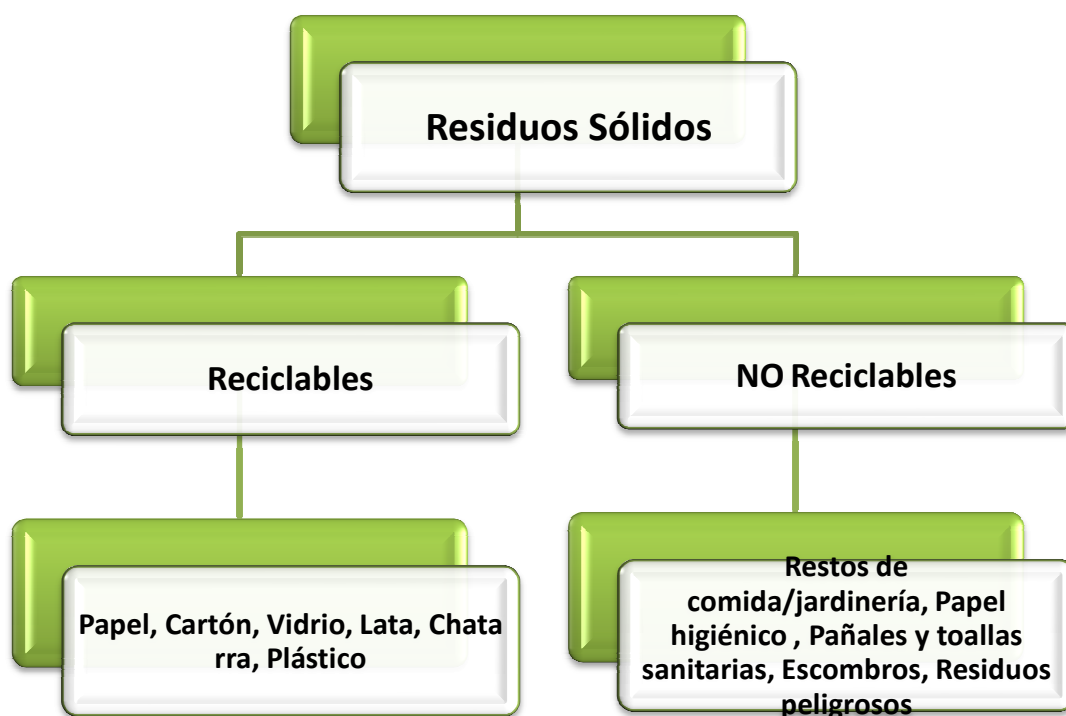 Residuos Sólidos
Reciclables
NO Reciclables
Papel, Cartón, Vidrio, Lata, Chata
rra, Plástico
Restos de
comida/jardinería, Papel
higiénico , Pañales y toallas
sanitarias, Escombros, Residuos
peligrosos